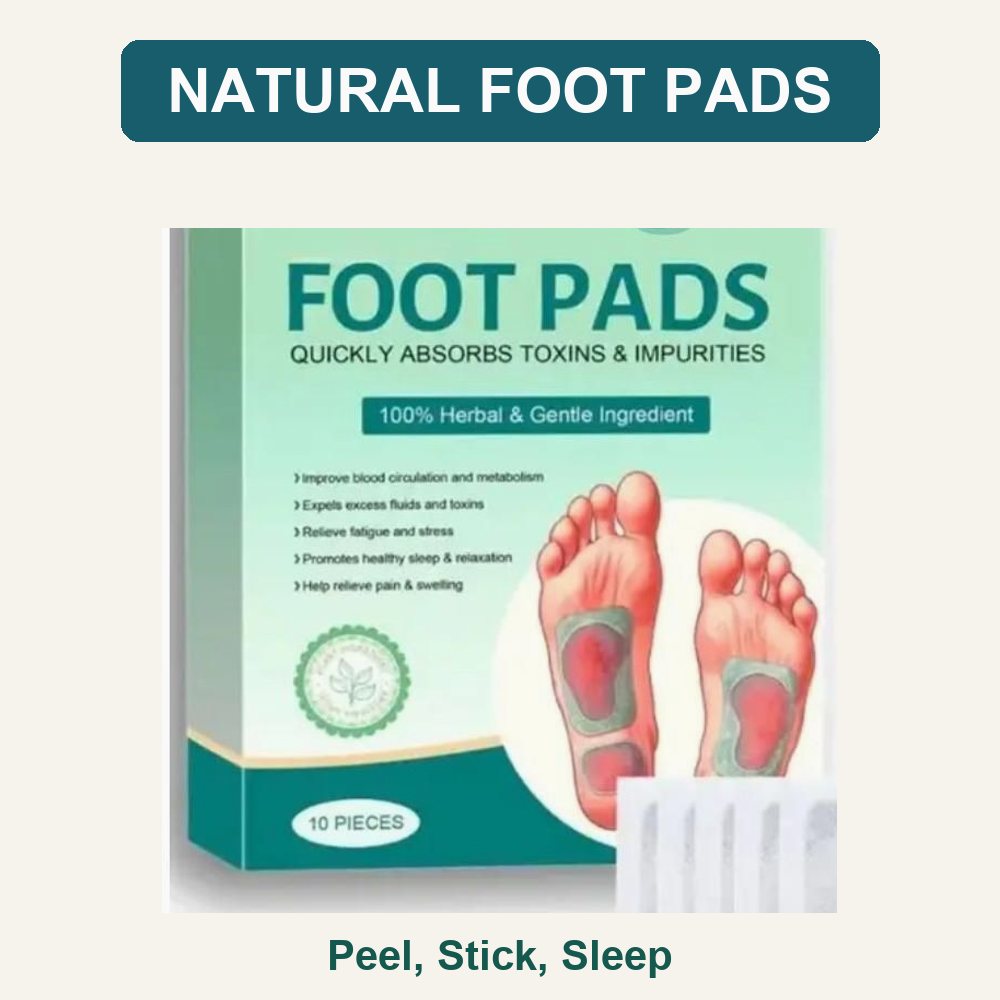 NATURAL FOOT PADS
FOOT PADS
QUICKLY ABSORBS TOXINS & IMPURITIES
100% Herbal & Gentle Ingredient
› Improve blood circulation and metabolism
› Expels excess fluids and toxins
› Relieve fatigue and stress
› Promotes healthy sleep & relaxation
› Help relieve pain & swelling
10 PIECES
Peel, Stick, Sleep